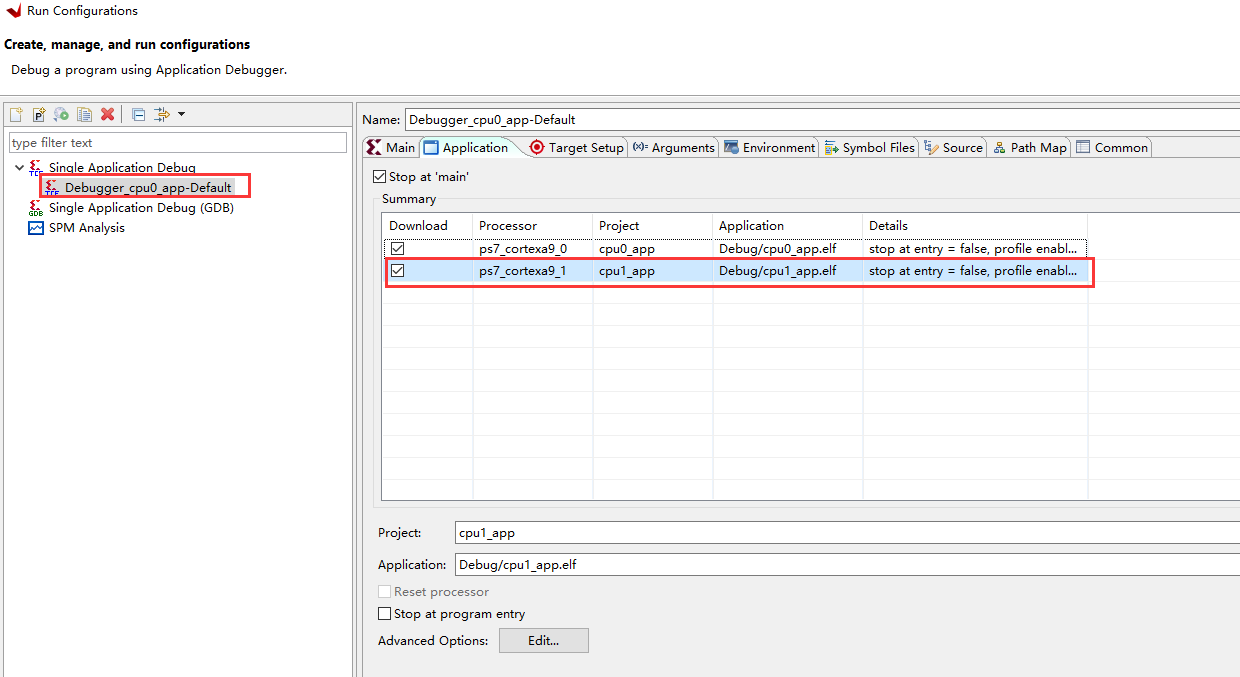 Run Configurations
Create, manage, and run configurations
Debug a program using Application Debugger.
type filter text
Single Application Debug
Debugger_cpu0_app-Default
Single Application Debug (GDB)
SPM Analysis
Name: Debugger_cpu0_app-Default
Main Application Target Setup Arguments Environment Symbol Files Source Path Map Common
Stop at 'main'
Summary
Download Processor Project Application Details
ps7_cortexa9_0 cpu0_app Debug/cpu0_app.elf stop at entry = false, profile enabl...
ps7_cortexa9_1 cpu1_app Debug/cpu1_app.elf stop at entry = false, profile enabl...
Project: cpu1_app
Application: Debug/cpu1_app.elf
Reset processor
Stop at program entry
Advanced Options: Edit...